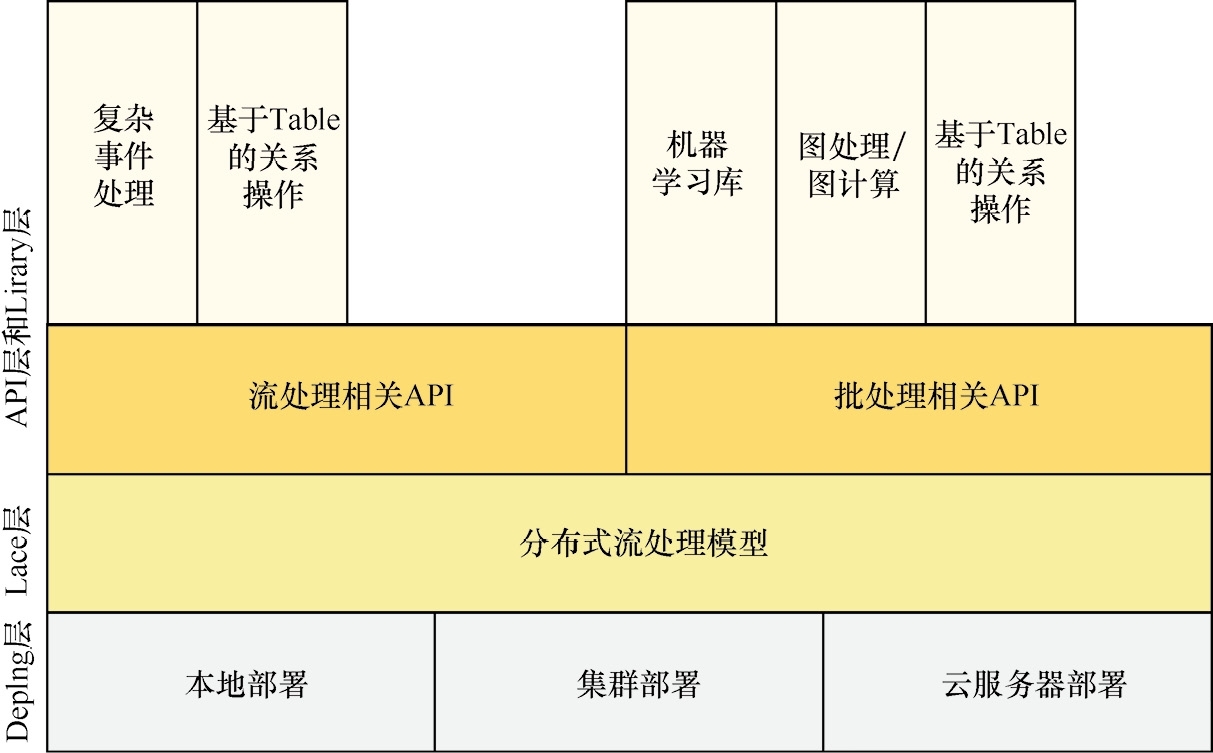 复杂
事件
处理
基于Table
的关系
操作
机器
学习库
图处理/
图计算
基于Table
的关系
操作
API层和Lirary层
流处理相关API
批处理相关API
Lace层
分布式流处理模型
Deplng层
本地部署
集群部署
云服务器部署